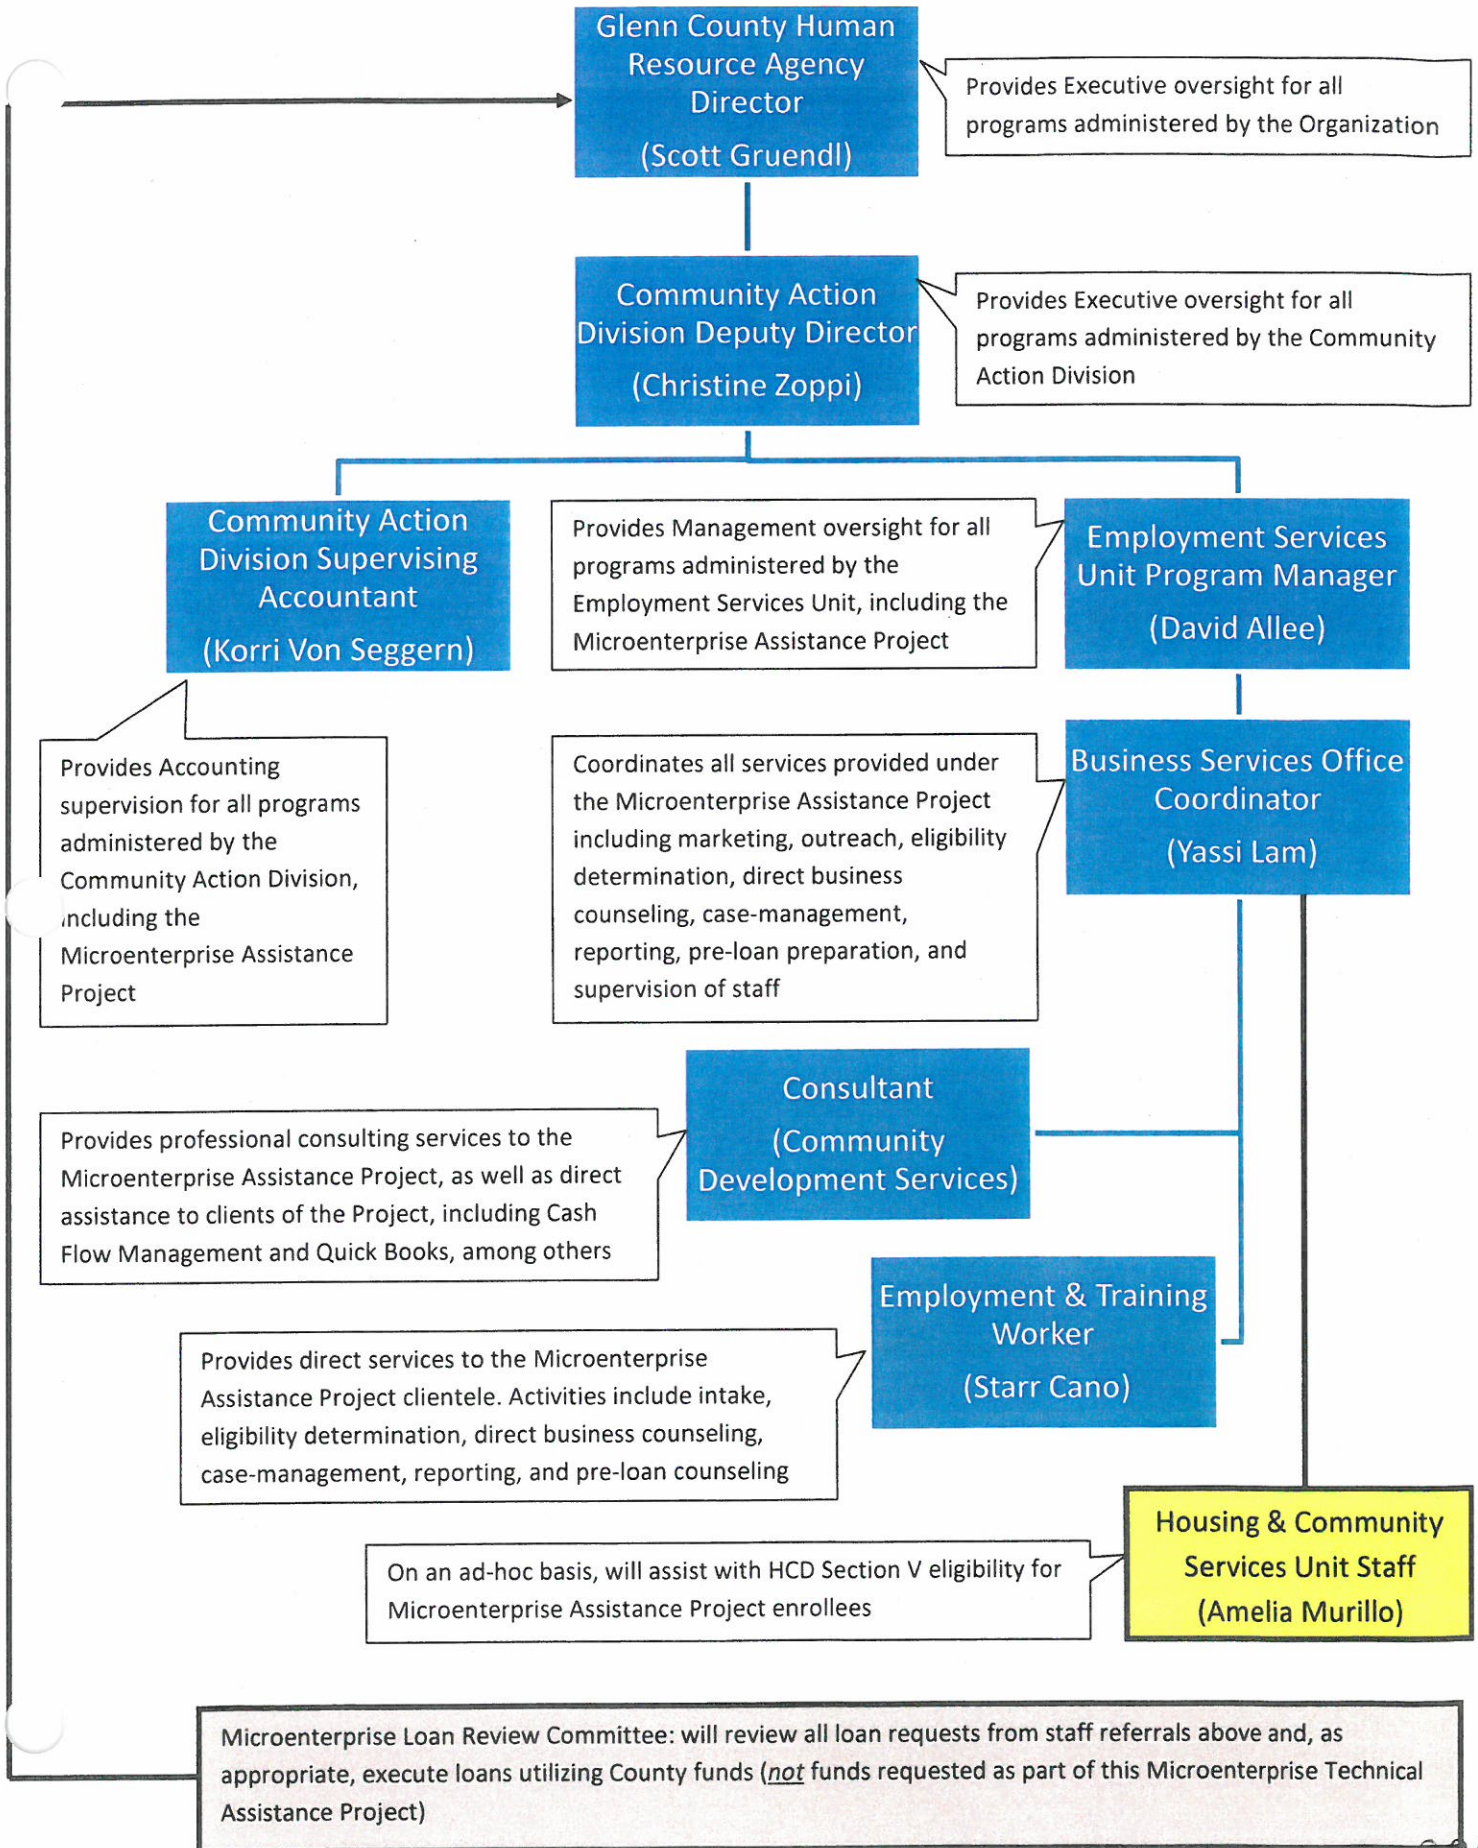 Glenn County Human
Resource Agency
Director
(Scott Gruendl)
Provides Executive oversight for all
programs administered by the Organization
Community Action
Division Deputy Director
(Christine Zoppi)
Provides Executive oversight for all
programs administered by the Community
Action Division
Community Action
Division Supervising
Accountant
(Korri Von Seggern)
Provides Management oversight for all
programs administered by the
Employment Services Unit, including the
Microenterprise Assistance Project
Employment Services
Unit Program Manager
(David Allee)
Provides Accounting
supervision for all programs
administered by the
Community Action Division,
including the
Microenterprise Assistance
Project
Coordinates all services provided under
the Microenterprise Assistance Project
including marketing, outreach, eligibility
determination, direct business
counseling, case-management,
reporting, pre-loan preparation, and
supervision of staff
Business Services Office
Coordinator
(Yassi Lam)
Consultant
(Community
Development Services)
Provides professional consulting services to the
Microenterprise Assistance Project, as well as direct
assistance to clients of the Project, including Cash
Flow Management and Quick Books, among others
Employment & Training
Worker
(Starr Cano)
Provides direct services to the Microenterprise
Assistance Project clientele. Activities include intake,
eligibility determination, direct business counseling,
case-management, reporting, and pre-loan counseling
Housing & Community
Services Unit Staff
(Amelia Murillo)
On an ad-hoc basis, will assist with HCD Section V eligibility for
Microenterprise Assistance Project enrollees
Microenterprise Loan Review Committee: will review all loan requests from staff referrals above and, as
appropriate, execute loans utilizing County funds (not funds requested as part of this Microenterprise Technical
Assistance Project)